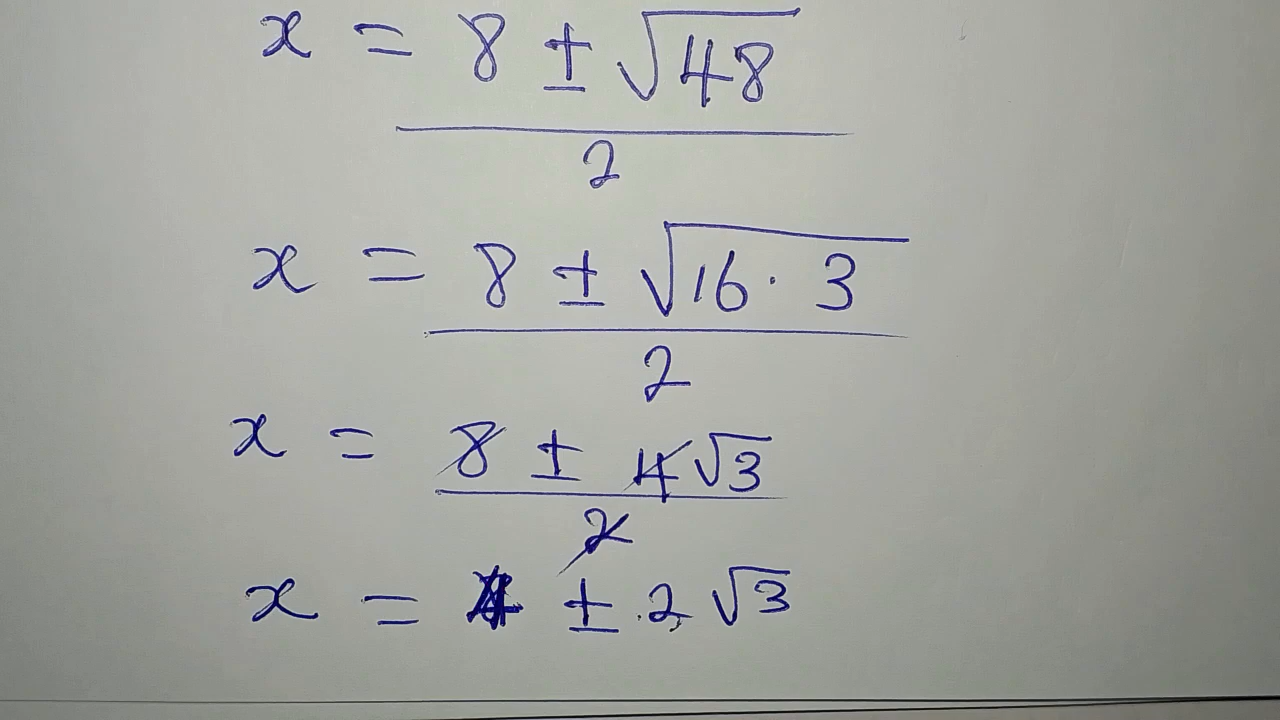 x = 8 ± √48
2
x = 8 ± √16 · 3
2
x = 8 ± 4√3
2
x = 4 ± 2√3